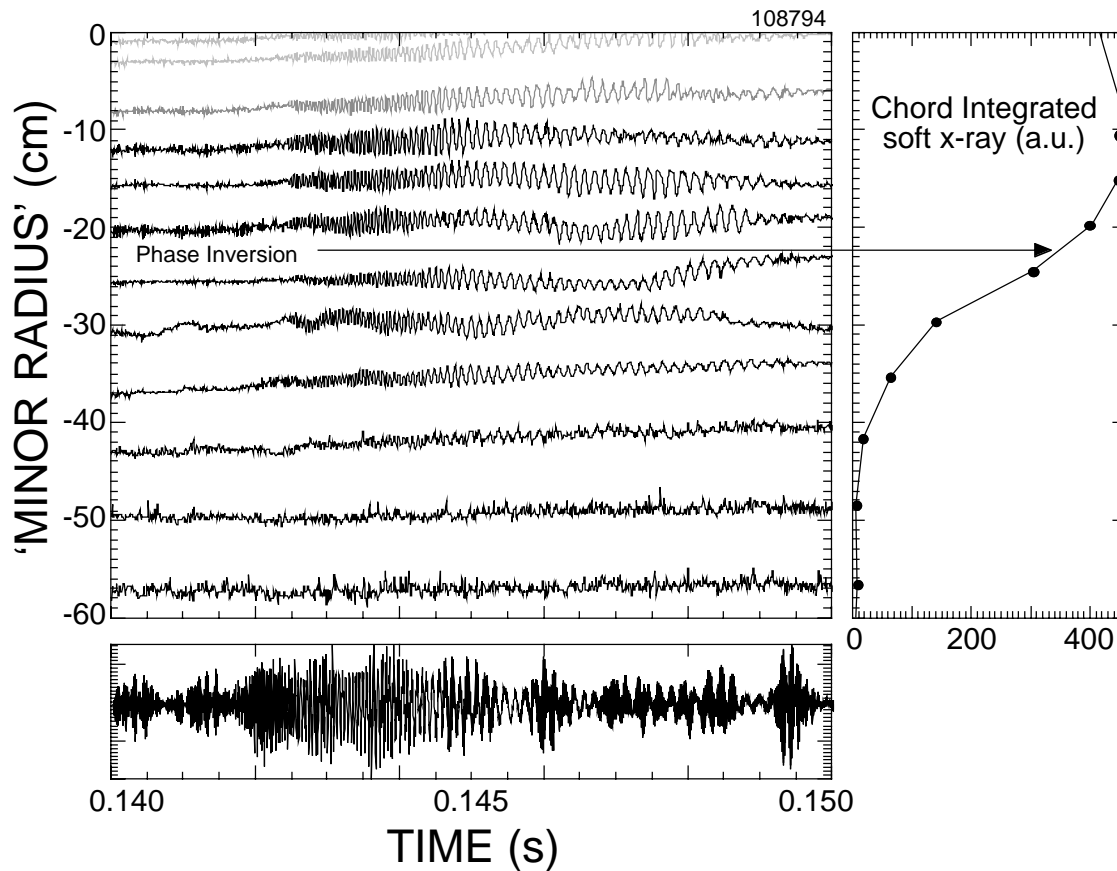 108794
0
-10
-20
-30
-40
-50
-60
‘MINOR RADIUS’ (cm)
Phase Inversion
Chord Integrated
soft x-ray (a.u.)
0
200
400
0.140
0.145
0.150
TIME (s)